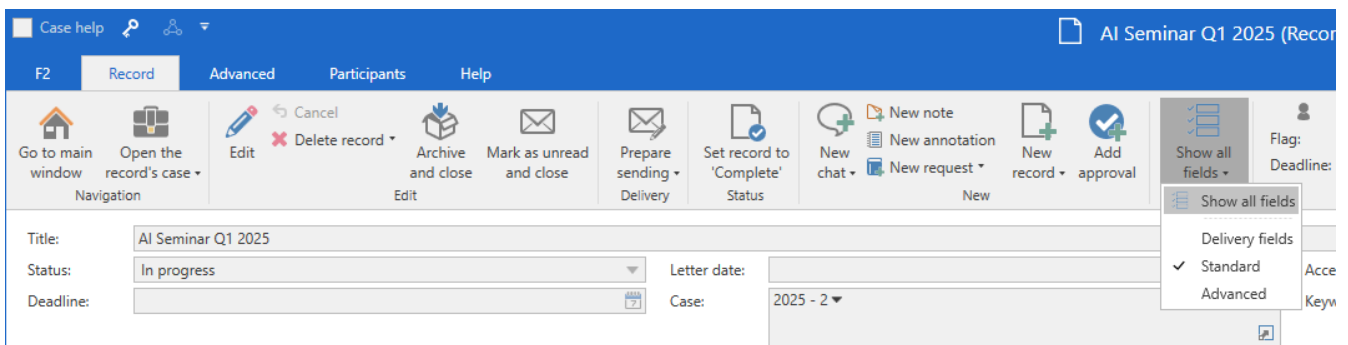 Case help
AI Seminar Q1 2025 (Recor
F2 Record Advanced Participants Help
Go to main window
Open the record's case
Navigation
Edit
Cancel
Delete record
Archive and close
Mark as unread and close
Edit
Prepare sending
Delivery
Set record to 'Complete'
Status
New chat
New note
New annotation
New request
New record
Add approval
New
Show all fields
Flag:
Deadline:
Show all fields
Delivery fields
Standard
Advanced
Title: AI Seminar Q1 2025
Status: In progress Letter date: Acce
Deadline: 7 Case: 2025 - 2 Keyw